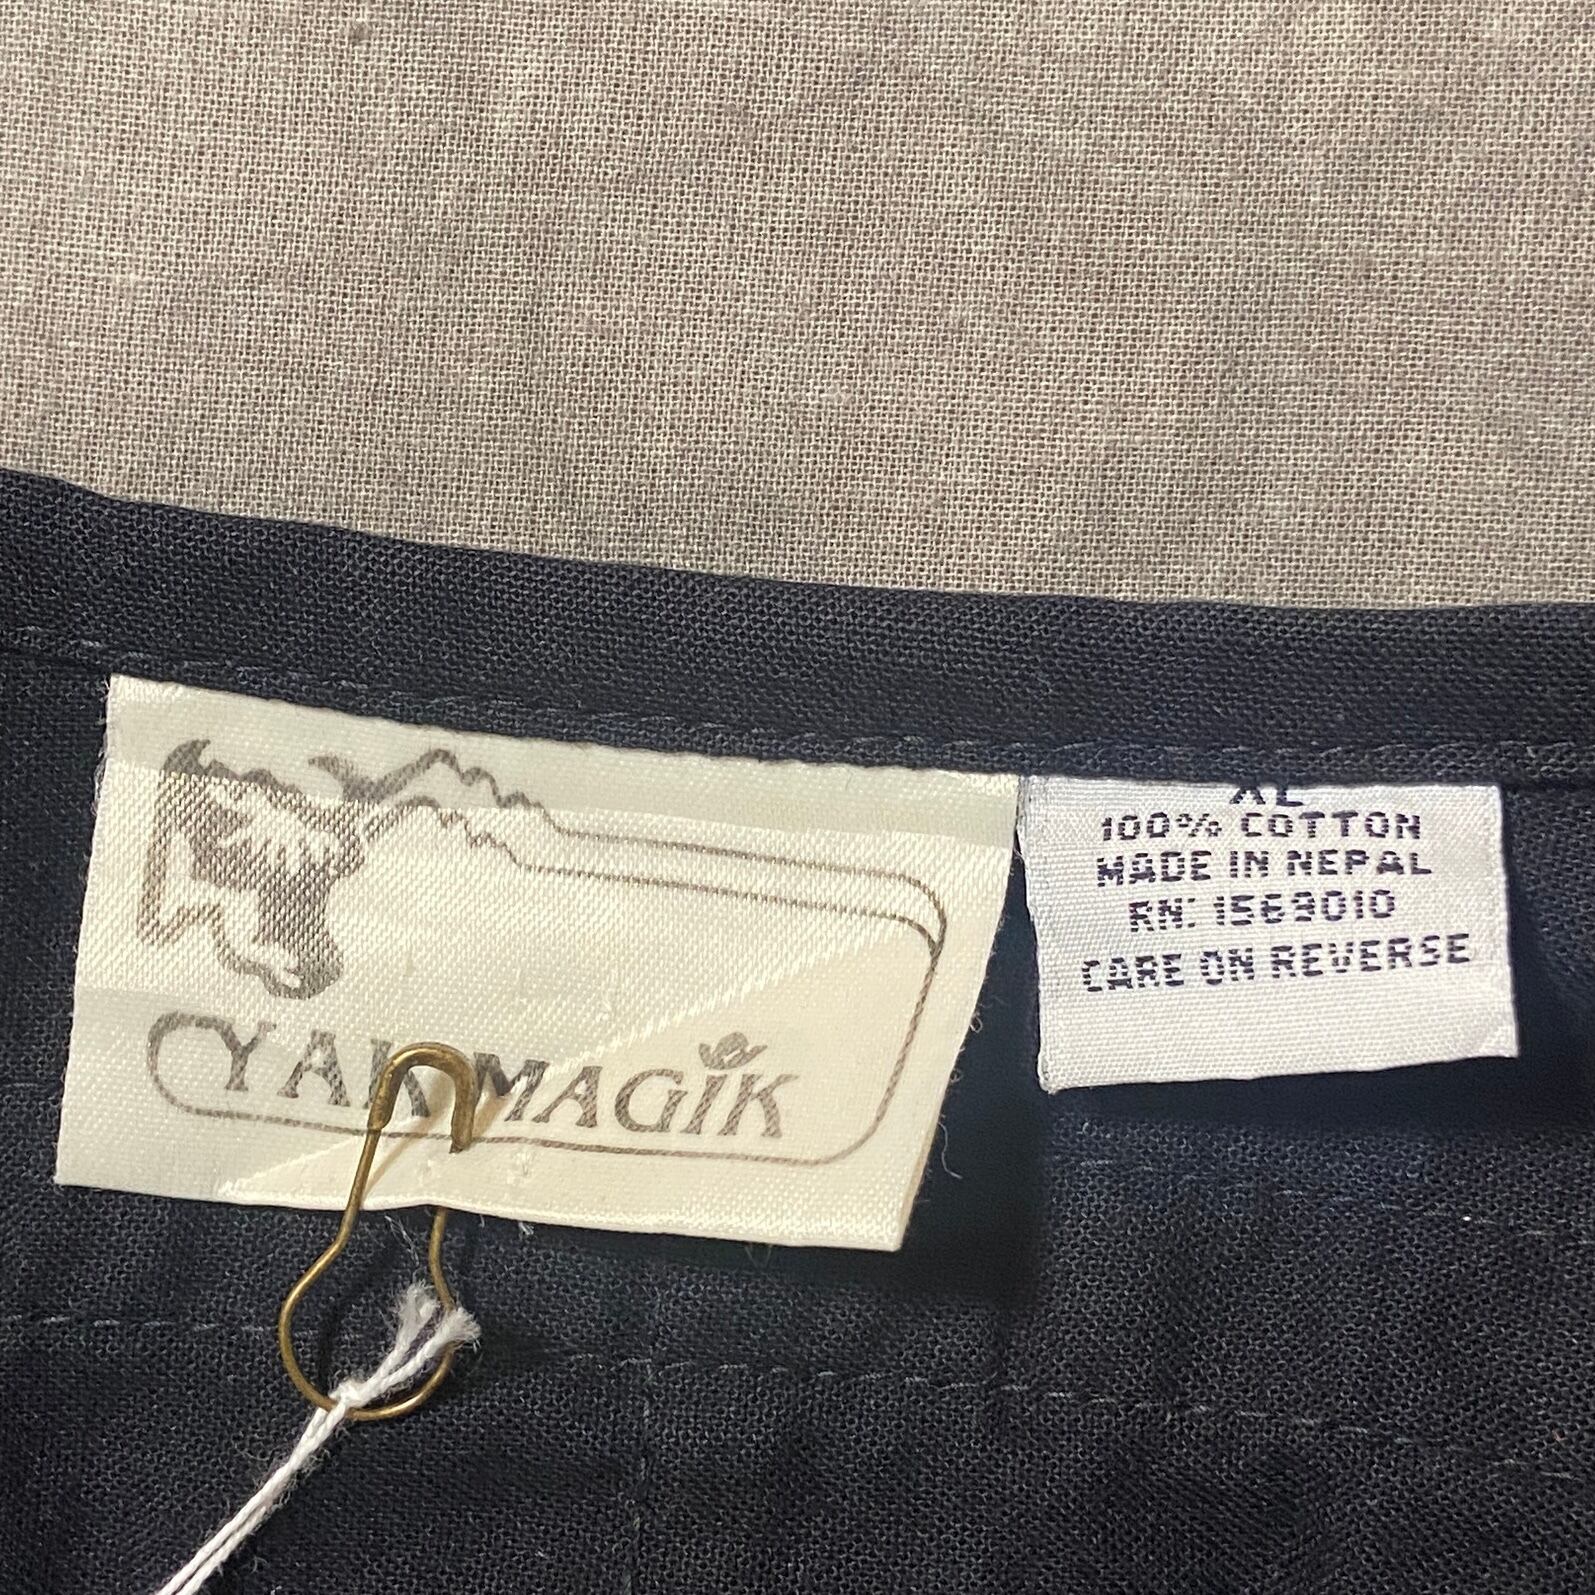 YAK MAGIK
XL
100% COTTON
MADE IN NEPAL
RN: 1569010
CARE ON REVERSE